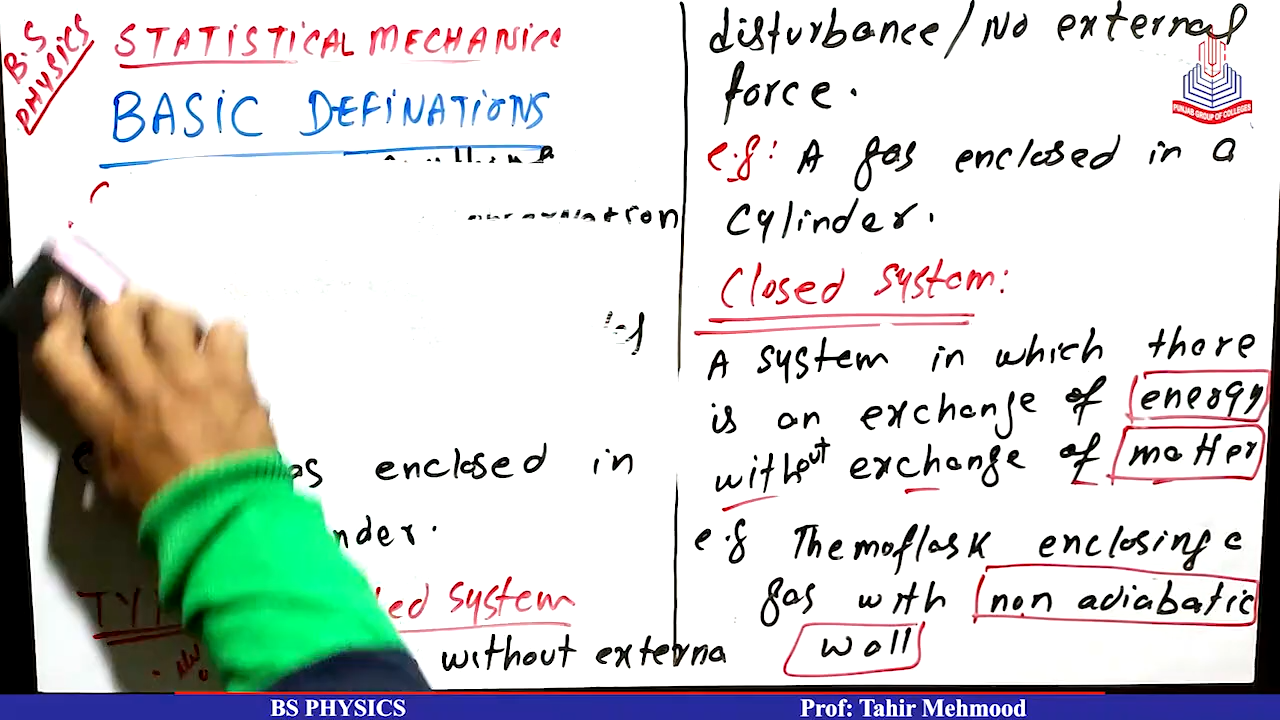 B.S
PHYSICS
STATISTICAL MECHANICS
BASIC DEFINATIONS
enclosed in
nder.
system
without externa
disturbance/No external
force.
e.g: A gas enclosed in a
cylinder.
Closed system:
A system in which there
is an exchange of energy
without exchange of matter
e.g Themoflask enclosing a
gas with non adiabatic
wall
PUNJAB GROUP OF COLLEGES
BS PHYSICS
Prof: Tahir Mehmood